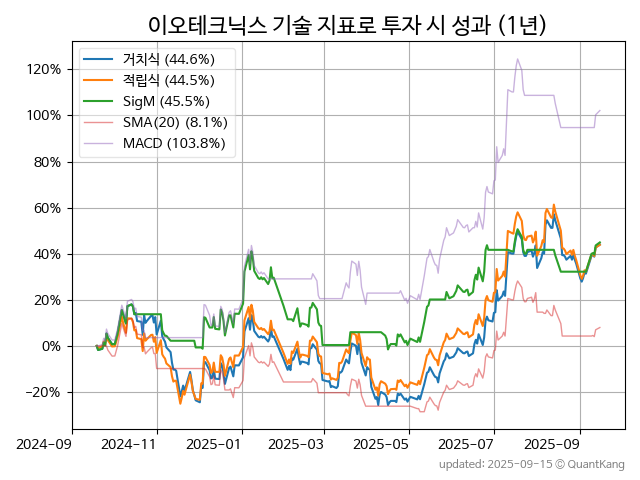 이오테크닉스 기술 지표로 투자 시 성과 (1년)
거치식 (44.6%)
적립식 (44.5%)
SigM (45.5%)
SMA(20) (8.1%)
MACD (103.8%)
120%
100%
80%
60%
40%
20%
0%
−20%
2024-09
2024-11
2025-01
2025-03
2025-05
2025-07
2025-09
updated: 2025-09-15 ⓒ QuantKang